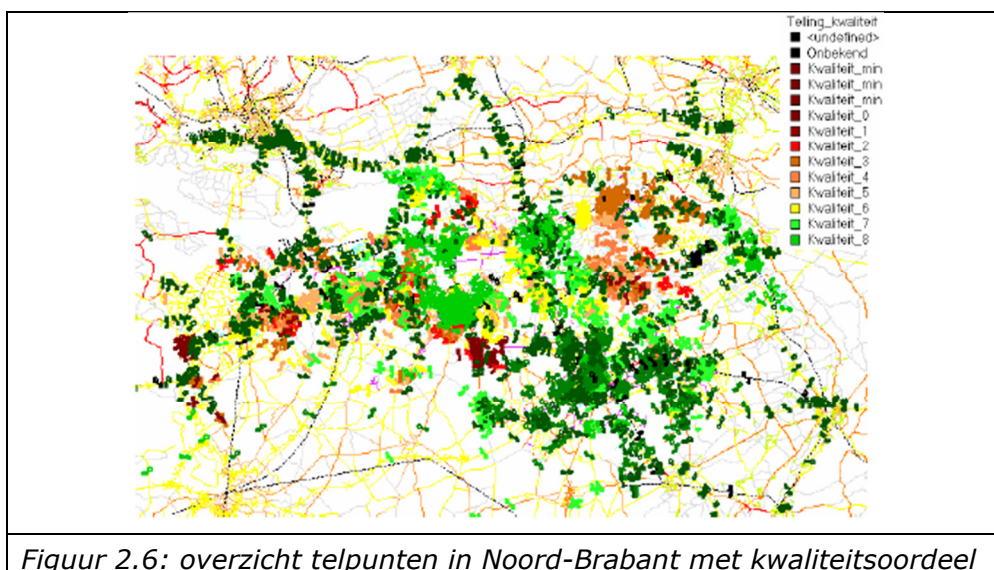 Telling_kwaliteit
<undefined>
Onbekend
Kwaliteit_min
Kwaliteit_min
Kwaliteit_min
Kwaliteit_0
Kwaliteit_1
Kwaliteit_2
Kwaliteit_3
Kwaliteit_4
Kwaliteit_5
Kwaliteit_6
Kwaliteit_7
Kwaliteit_8
Figuur 2.6: overzicht telpunten in Noord-Brabant met kwaliteitsoordeel